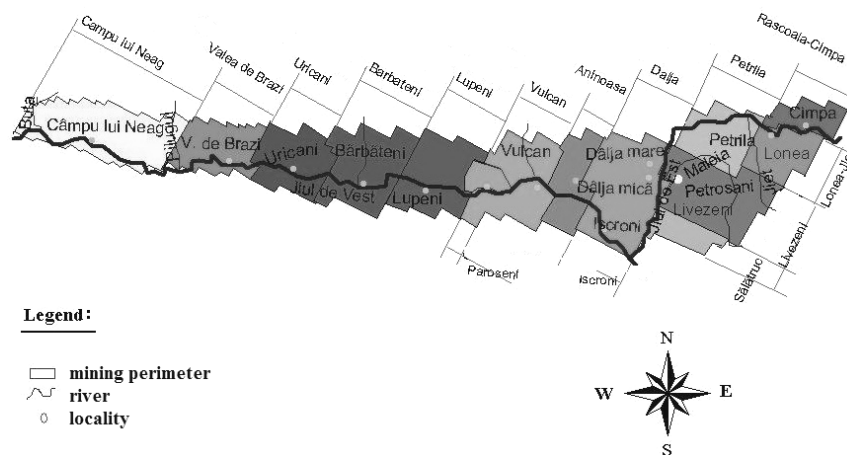 Campu lui Neag
Valea de Brazi
Uricani
Barbateni
Lupeni
Vulcan
Aninoasa
Dalja
Petrila
Rascoala-Cimpa
Buta
Câmpu lui Neag
V. de Brazi
Uricani
Bărbăteni
Jiul de Vest
Lupeni
Vulcan
Dâlja mare
Dâlja mică
Iscroni
Maleia
Petrila
Petrosani
Livezeni
Lonea
Cimpa
Paroseni
Iscroni
Sălătruc
Livezeni
Legend:
mining perimeter
river
locality
N
W
E
S